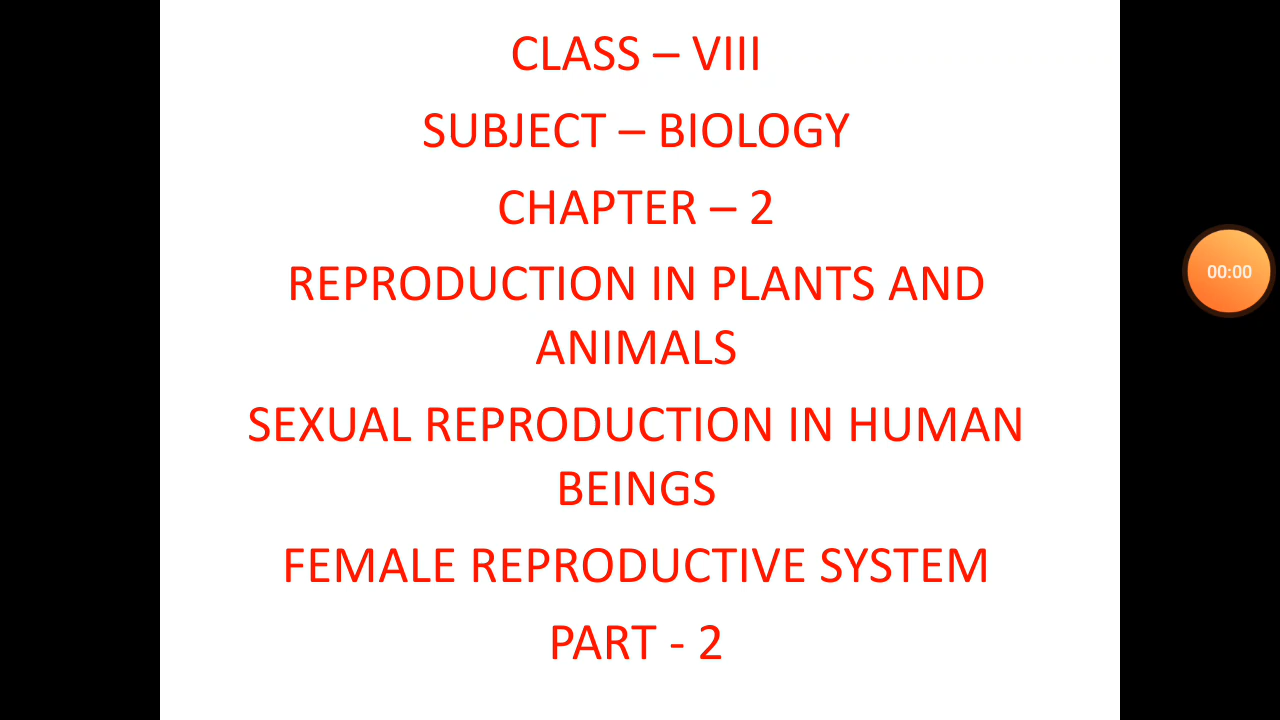 CLASS – VIII
SUBJECT – BIOLOGY
CHAPTER – 2
REPRODUCTION IN PLANTS AND
ANIMALS
SEXUAL REPRODUCTION IN HUMAN
BEINGS
FEMALE REPRODUCTIVE SYSTEM
PART - 2
00:00